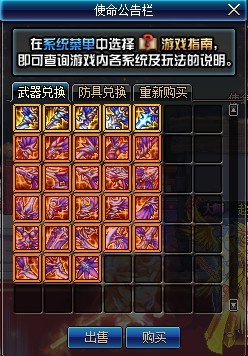 使命公告栏
在系统菜单中选择 游戏指南,
即可查询游戏内各系统及玩法的说明。
武器兑换 防具兑换 重新购买
出售 购买